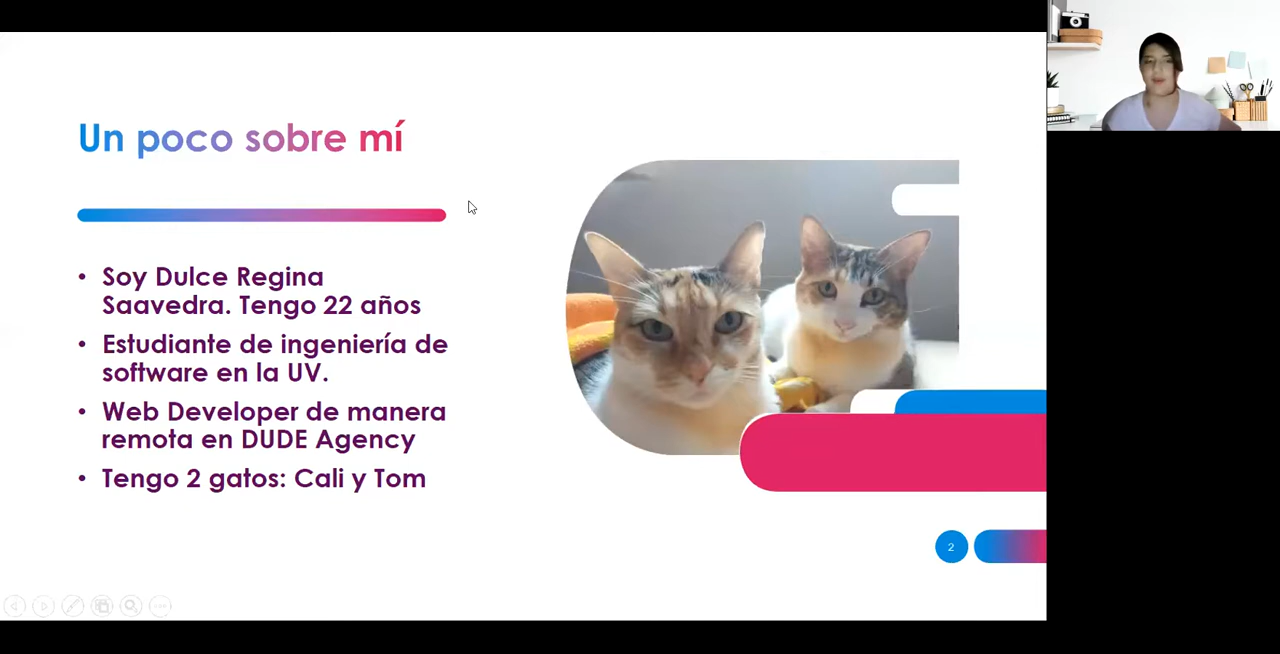 Un poco sobre mí
• Soy Dulce Regina
Saavedra. Tengo 22 años
• Estudiante de ingeniería de
software en la UV.
• Web Developer de manera
remota en DUDE Agency
• Tengo 2 gatos: Cali y Tom
2